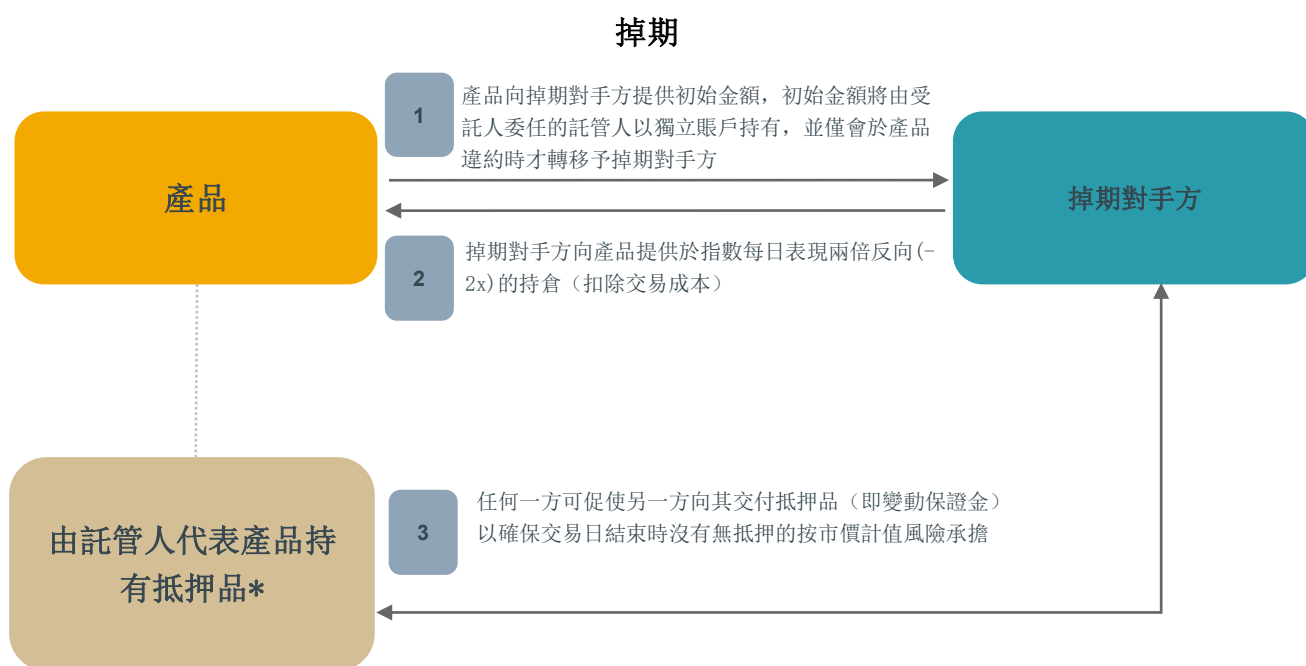 掉期
1
產品向掉期對手方提供初始金額，初始金額將由受
託人委任的託管人以獨立賬戶持有，並僅會於產品
違約時才轉移予掉期對手方
產品
掉期對手方
2
掉期對手方向產品提供於指數每日表現兩倍反向(-
2x)的持倉（扣除交易成本）
由託管人代表產品持
有抵押品*
3
任何一方可促使另一方向其交付抵押品（即變動保證金）
以確保交易日結束時沒有無抵押的按市價計值風險承擔